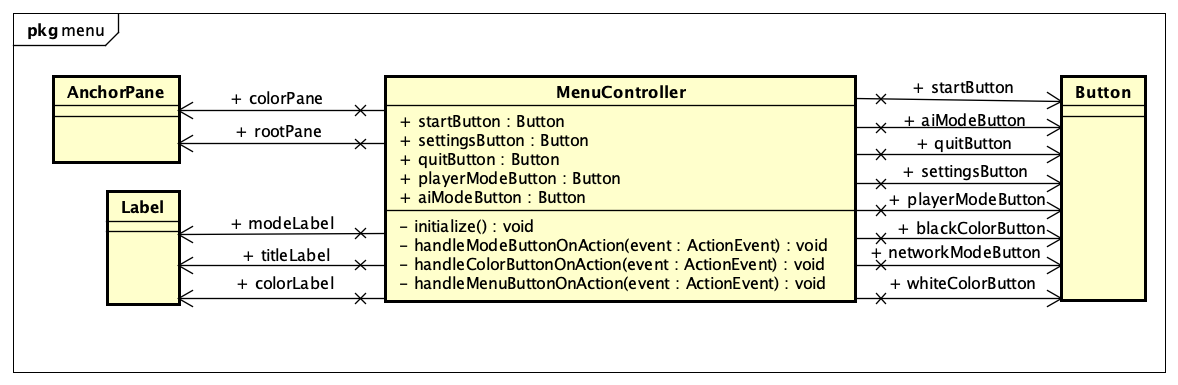 pkg menu
AnchorPane
+ colorPane
+ rootPane
Label
+ modeLabel
+ titleLabel
+ colorLabel
MenuController
+ startButton : Button
+ settingsButton : Button
+ quitButton : Button
+ playerModeButton : Button
+ aiModeButton : Button
- initialize() : void
- handleModeButtonOnAction(event : ActionEvent) : void
- handleColorButtonOnAction(event : ActionEvent) : void
- handleMenuButtonOnAction(event : ActionEvent) : void
+ startButton
+ aiModeButton
+ quitButton
+ settingsButton
+ playerModeButton
+ blackColorButton
+ networkModeButton
+ whiteColorButton
Button